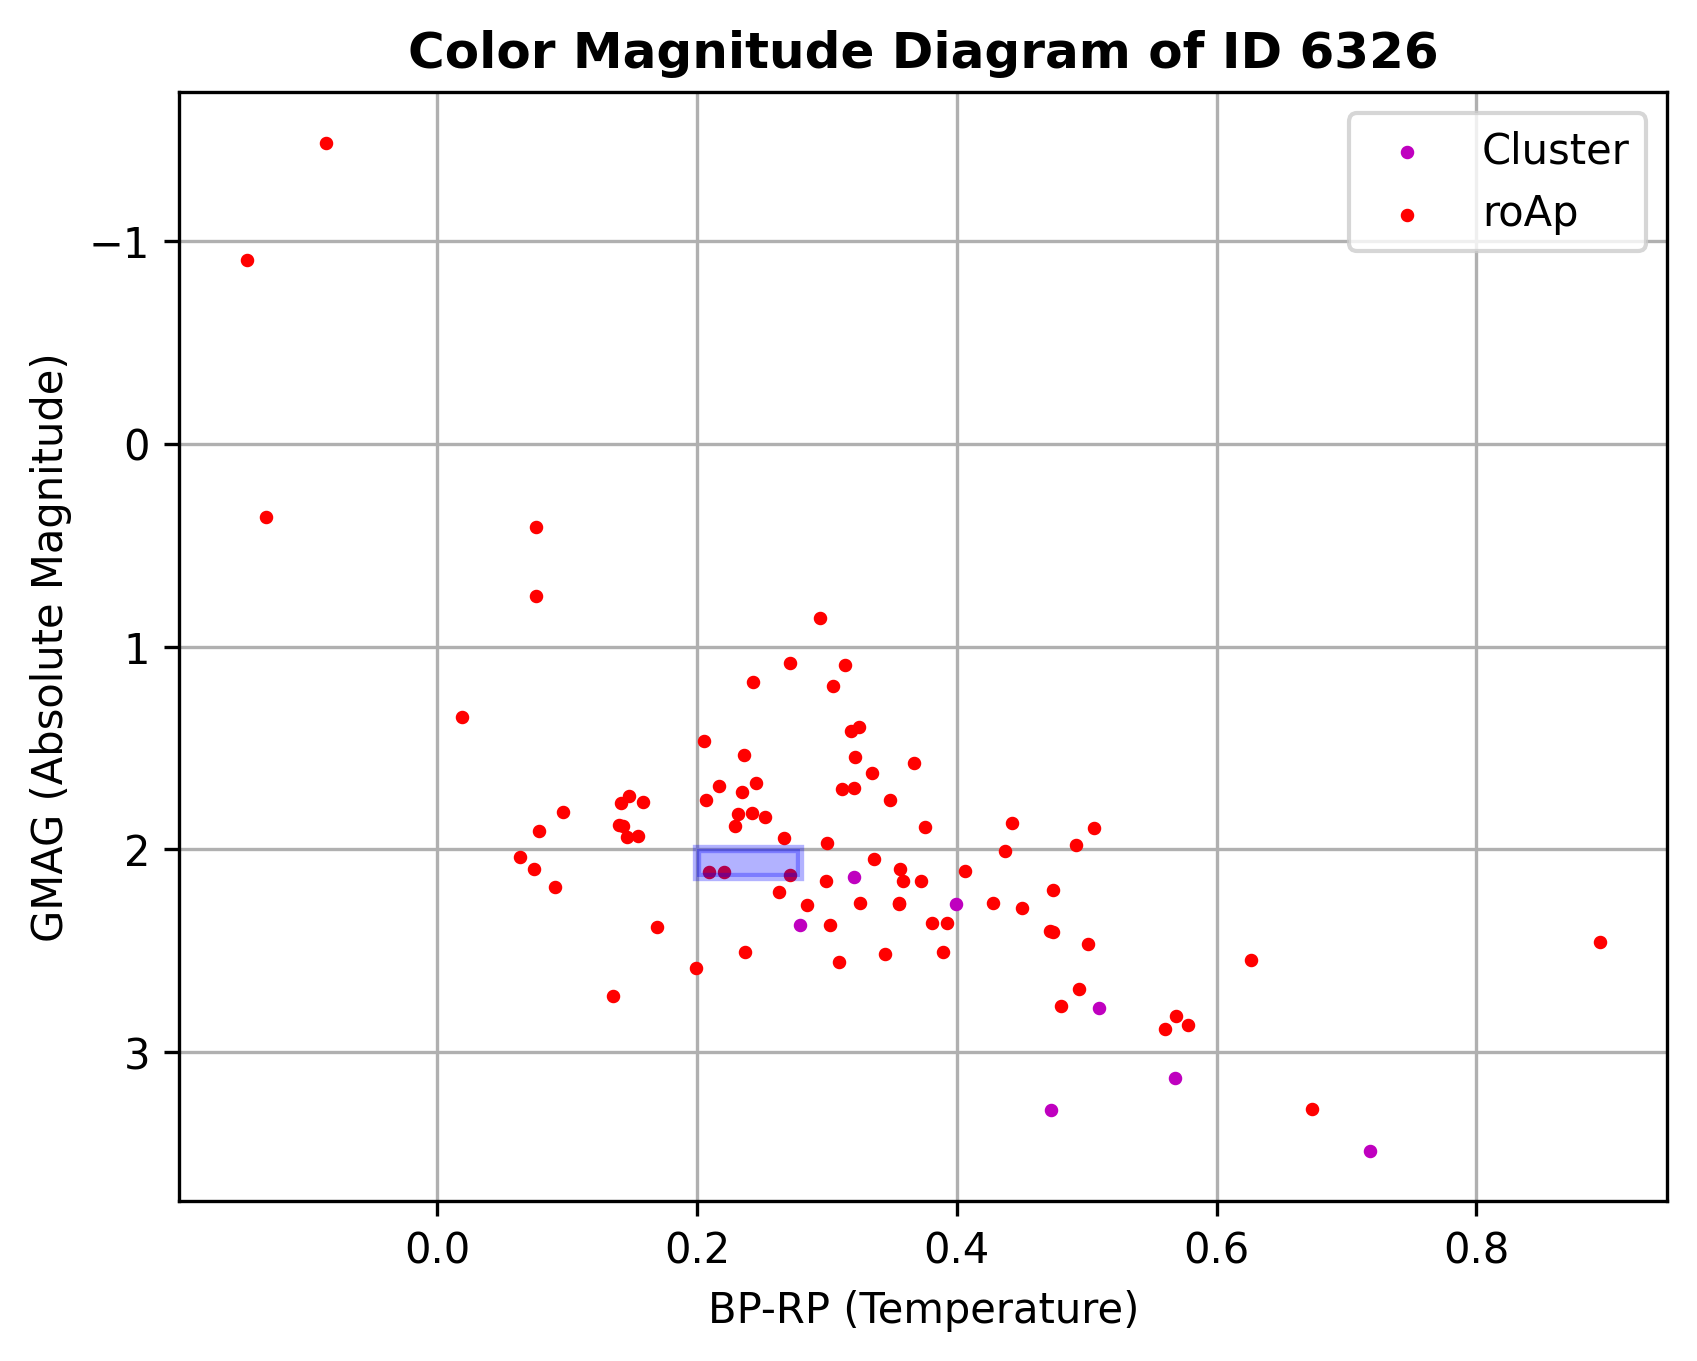 Color Magnitude Diagram of ID 6326
Cluster
roAp
−1
0
1
2
3
GMAG (Absolute Magnitude)
0.0 0.2 0.4 0.6 0.8
BP-RP (Temperature)